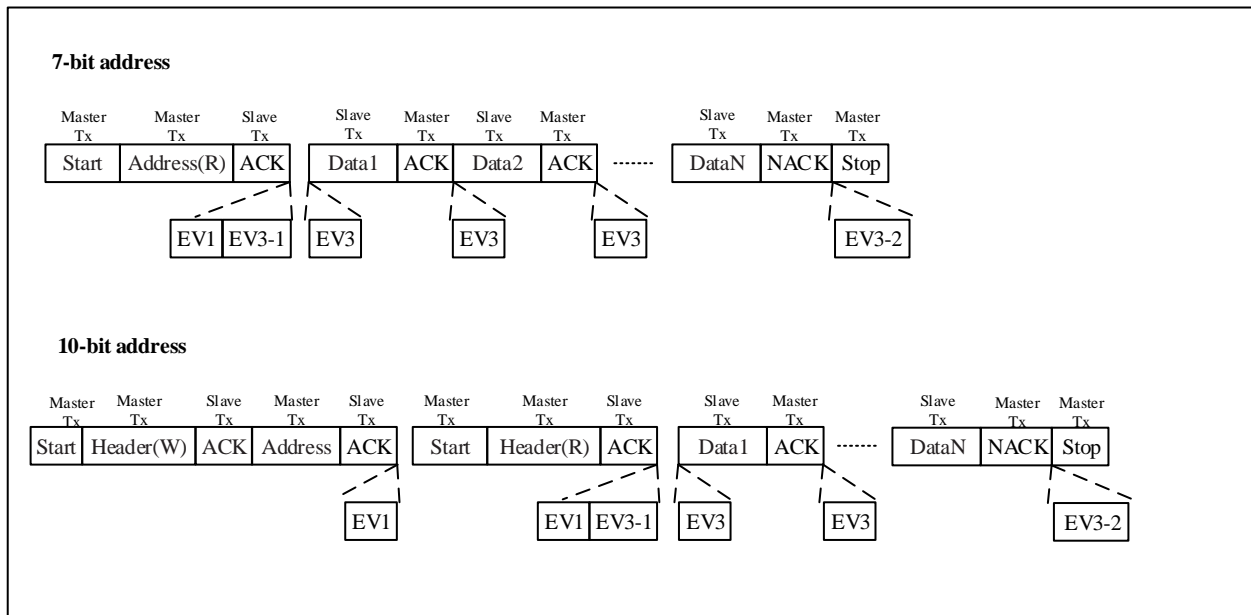 7-bit address
Master Master Slave Slave Master Slave Master Slave Master Master
Tx Tx Tx Tx Tx Tx Tx Tx Tx Tx
Start Address(R) ACK Data1 ACK Data2 ACK ........ DataN NACK Stop
EV1 EV3-1 EV3 EV3 EV3 EV3-2
10-bit address
Master Master Slave Master Slave Master Master Slave Slave Master Slave Master Master
Tx Tx Tx Tx Tx Tx Tx Tx Tx Tx Tx Tx Tx
Start Header(W) ACK Address ACK Start Header(R) ACK Data1 ACK ........ DataN NACK Stop
EV1 EV1 EV3-1 EV3 EV3 EV3-2